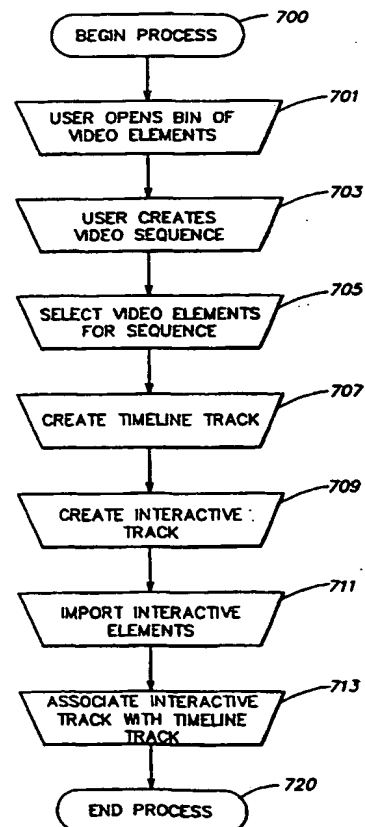 BEGIN PROCESS
700
USER OPENS BIN OF
VIDEO ELEMENTS
701
USER CREATES
VIDEO SEQUENCE
703
SELECT VIDEO ELEMENTS
FOR SEQUENCE
705
CREATE TIMELINE TRACK
707
CREATE INTERACTIVE
TRACK
709
IMPORT INTERACTIVE
ELEMENTS
711
ASSOCIATE INTERACTIVE
TRACK WITH TIMELINE
TRACK
713
END PROCESS
720